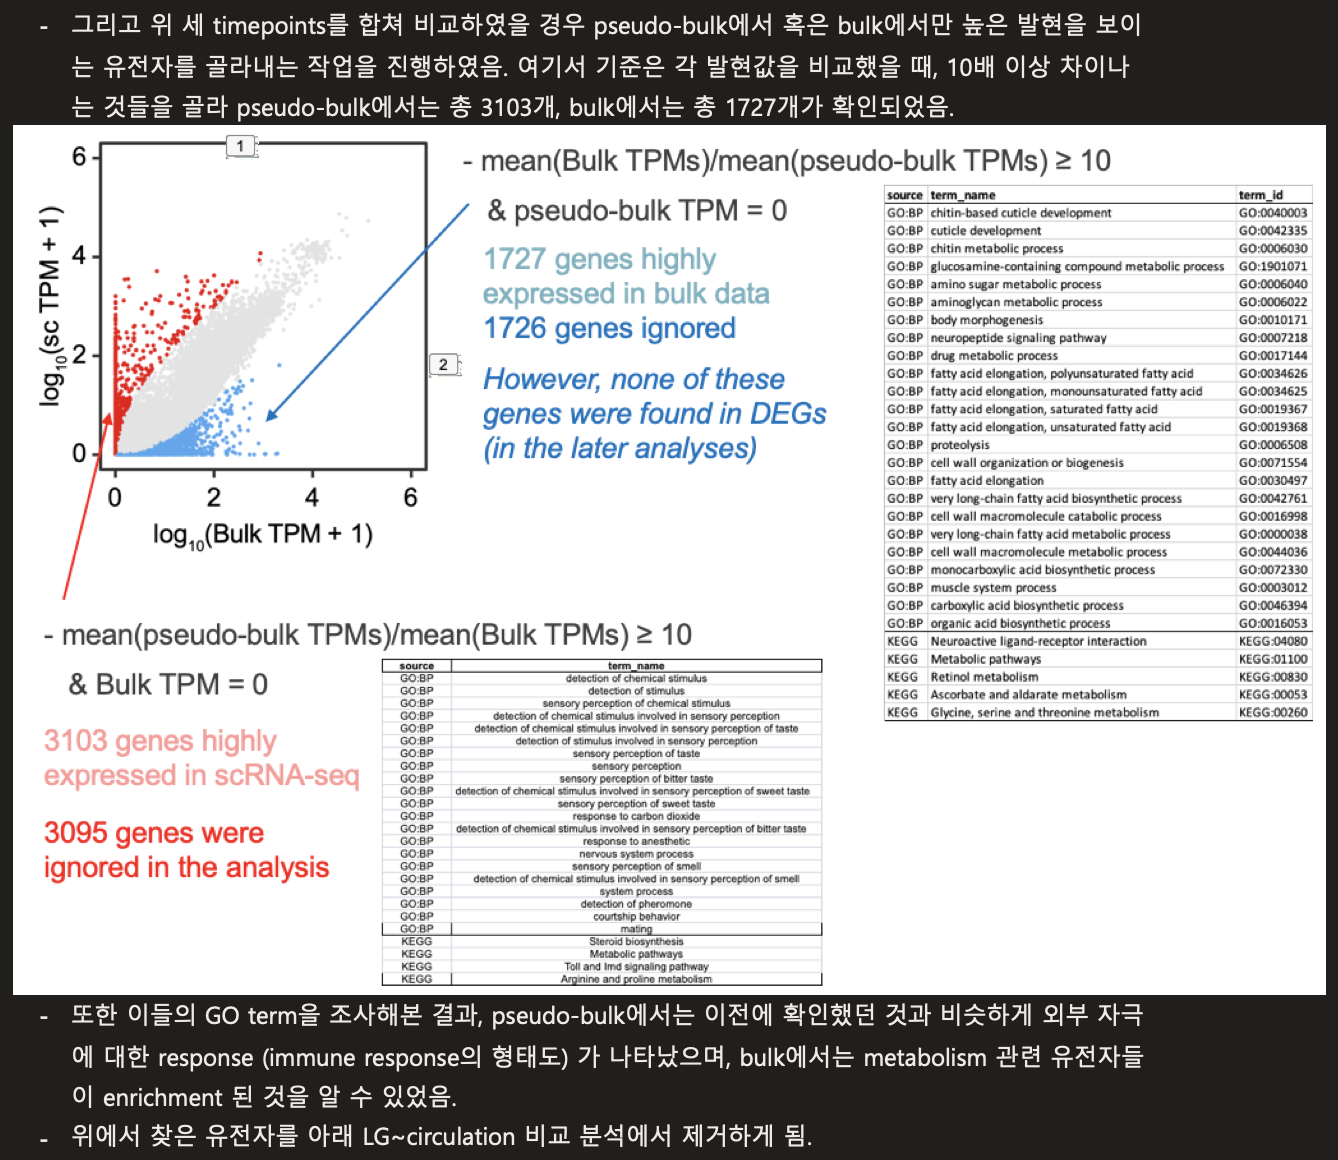 - 그리고 위 세 timepoints를 합쳐 비교하였을 경우 pseudo-bulk에서 혹은 bulk에서만 높은 발현을 보이
는 유전자를 골라내는 작업을 진행하였음. 여기서 기준은 각 발현값을 비교했을 때, 10배 이상 차이나
는 것들을 골라 pseudo-bulk에서는 총 3103개, bulk에서는 총 1727개가 확인되었음.
1
6
4
2
0
log10(sc TPM + 1)
0 2 4 6
log10(Bulk TPM + 1)
2
- mean(Bulk TPMs)/mean(pseudo-bulk TPMs) ≥ 10
& pseudo-bulk TPM = 0
1727 genes highly
expressed in bulk data
1726 genes ignored
However, none of these
genes were found in DEGs
(in the later analyses)
source term_name term_id
GO:BP chitin-based cuticle development GO:0040003
GO:BP cuticle development GO:0042335
GO:BP chitin metabolic process GO:0006030
GO:BP glucosamine-containing compound metabolic process GO:1901071
GO:BP amino sugar metabolic process GO:0006040
GO:BP aminoglycan metabolic process GO:0006022
GO:BP body morphogenesis GO:0010171
GO:BP neuropeptide signaling pathway GO:0007218
GO:BP drug metabolic process GO:0017144
GO:BP fatty acid elongation, polyunsaturated fatty acid GO:0034626
GO:BP fatty acid elongation, monounsaturated fatty acid GO:0034625
GO:BP fatty acid elongation, saturated fatty acid GO:0019367
GO:BP fatty acid elongation, unsaturated fatty acid GO:0019368
GO:BP proteolysis GO:0006508
GO:BP cell wall organization or biogenesis GO:0071554
GO:BP fatty acid elongation GO:0030497
GO:BP very long-chain fatty acid biosynthetic process GO:0042761
GO:BP cell wall macromolecule catabolic process GO:0016998
GO:BP very long-chain fatty acid metabolic process GO:0000038
GO:BP cell wall macromolecule metabolic process GO:0044036
GO:BP monocarboxylic acid biosynthetic process GO:0072330
GO:BP muscle system process GO:0003012
GO:BP carboxylic acid biosynthetic process GO:0046394
GO:BP organic acid biosynthetic process GO:0016053
KEGG Neuroactive ligand-receptor interaction KEGG:04080
KEGG Metabolic pathways KEGG:01100
KEGG Retinol metabolism KEGG:00830
KEGG Ascorbate and aldarate metabolism KEGG:00053
KEGG Glycine, serine and threonine metabolism KEGG:00260
- mean(pseudo-bulk TPMs)/mean(Bulk TPMs) ≥ 10
& Bulk TPM = 0
3103 genes highly
expressed in scRNA-seq
3095 genes were
ignored in the analysis
source term_name
GO:BP detection of chemical stimulus
GO:BP detection of stimulus
GO:BP sensory perception of chemical stimulus
GO:BP detection of chemical stimulus involved in sensory perception
GO:BP detection of chemical stimulus involved in sensory perception of taste
GO:BP detection of stimulus involved in sensory perception
GO:BP sensory perception of taste
GO:BP sensory perception
GO:BP sensory perception of bitter taste
GO:BP detection of chemical stimulus involved in sensory perception of sweet taste
GO:BP sensory perception of sweet taste
GO:BP response to carbon dioxide
GO:BP detection of chemical stimulus involved in sensory perception of bitter taste
GO:BP response to anesthetic
GO:BP nervous system process
GO:BP sensory perception of smell
GO:BP detection of chemical stimulus involved in sensory perception of smell
GO:BP system process
GO:BP detection of pheromone
GO:BP courtship behavior
GO:BP mating
KEGG Steroid biosynthesis
KEGG Metabolic pathways
KEGG Toll and Imd signaling pathway
KEGG Arginine and proline metabolism
- 또한 이들의 GO term을 조사해본 결과, pseudo-bulk에서는 이전에 확인했던 것과 비슷하게 외부 자극
에 대한 response (immune response의 형태도) 가 나타났으며, bulk에서는 metabolism 관련 유전자들
이 enrichment 된 것을 알 수 있었음.
- 위에서 찾은 유전자를 아래 LG~circulation 비교 분석에서 제거하게 됨.